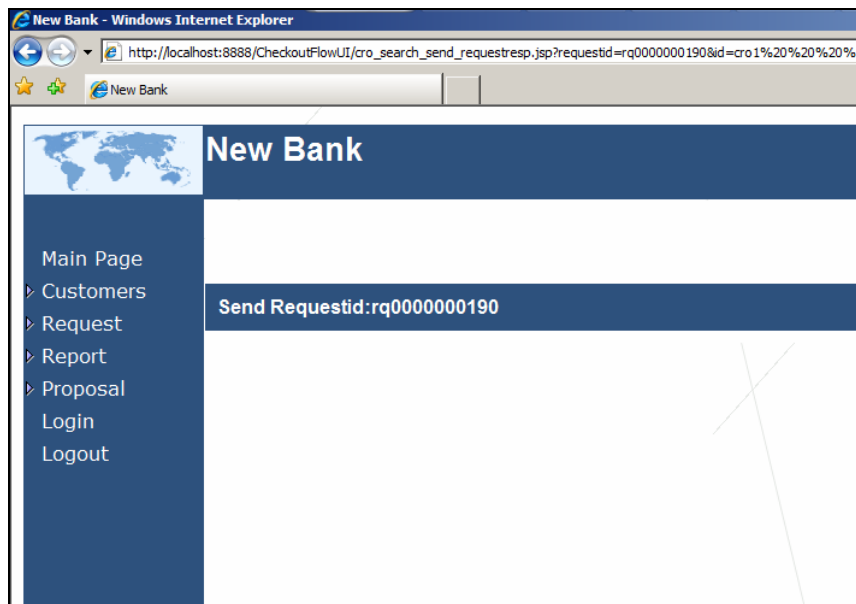 New Bank - Windows Internet Explorer
http://localhost:8888/CheckoutFlowUI/cro_search_send_requestresp.jsp?requestid=rq0000000190&id=cro1%20%20%20%
New Bank
New Bank
Main Page
Customers
Request
Report
Proposal
Login
Logout
Send Requestid:rq0000000190